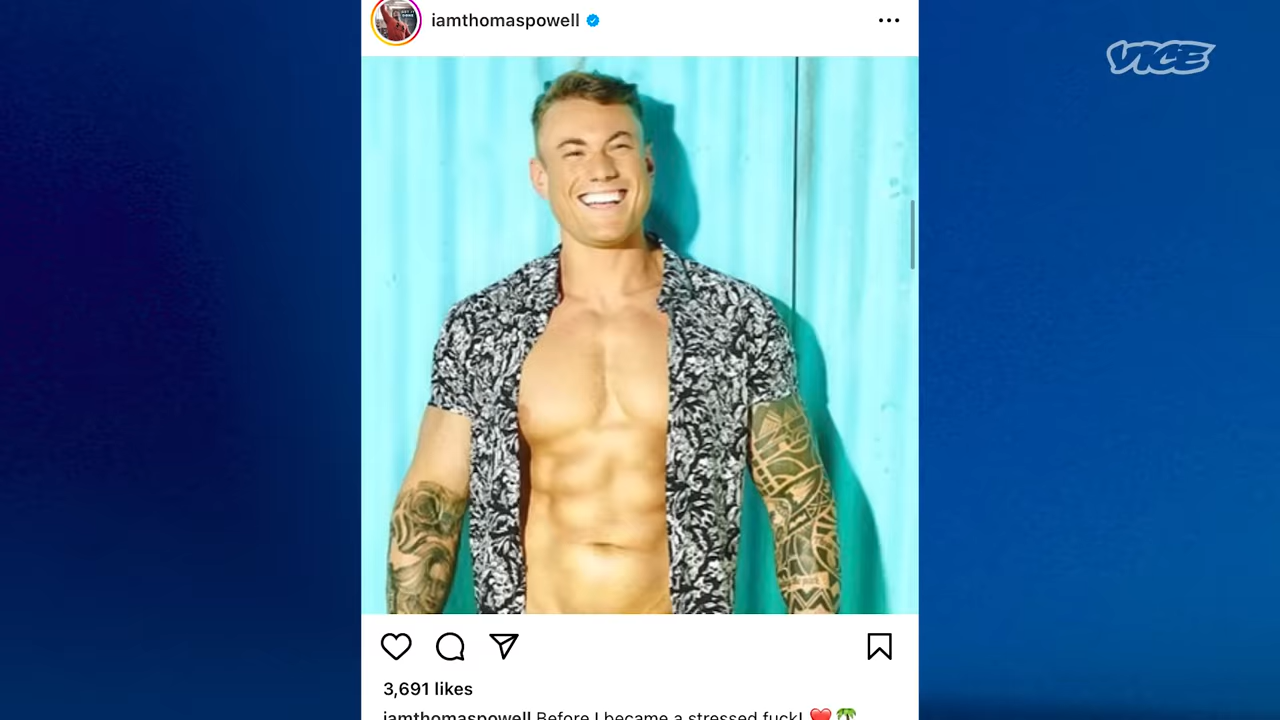 iamthomaspowell
VICE
3,691 likes
iamthomaspowell Before I became a stressed fuck! ❤️🌴